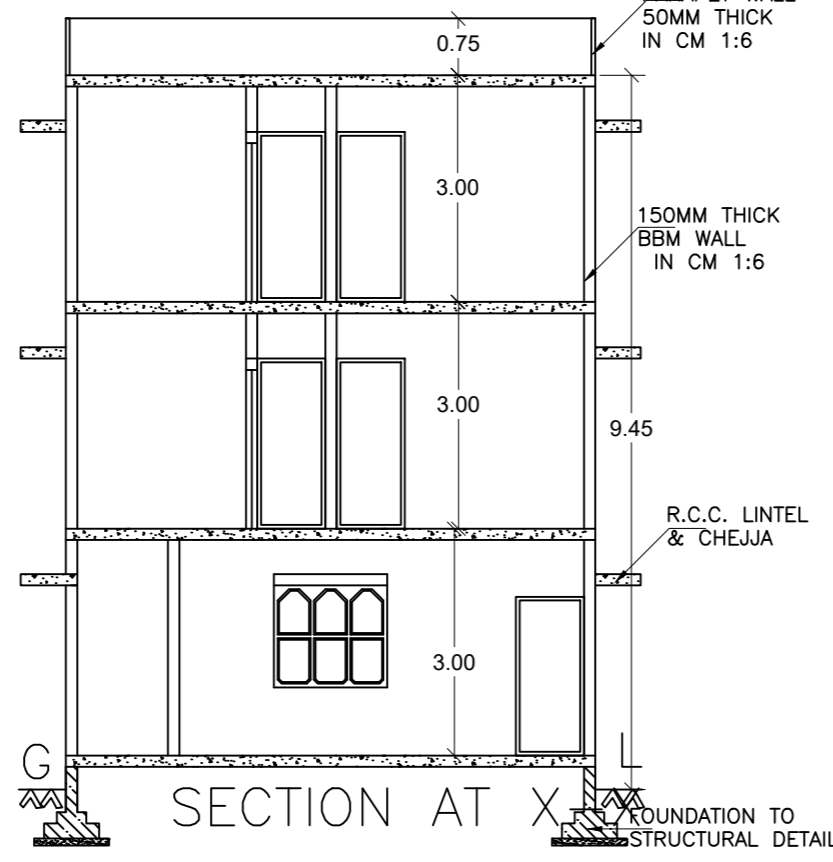 50MM THICK
IN CM 1:6
0.75
3.00
150MM THICK
BBM WALL
IN CM 1:6
3.00
9.45
R.C.C. LINTEL
& CHEJJA
3.00
G L
SECTION AT X
FOUNDATION TO
STRUCTURAL DETAIL